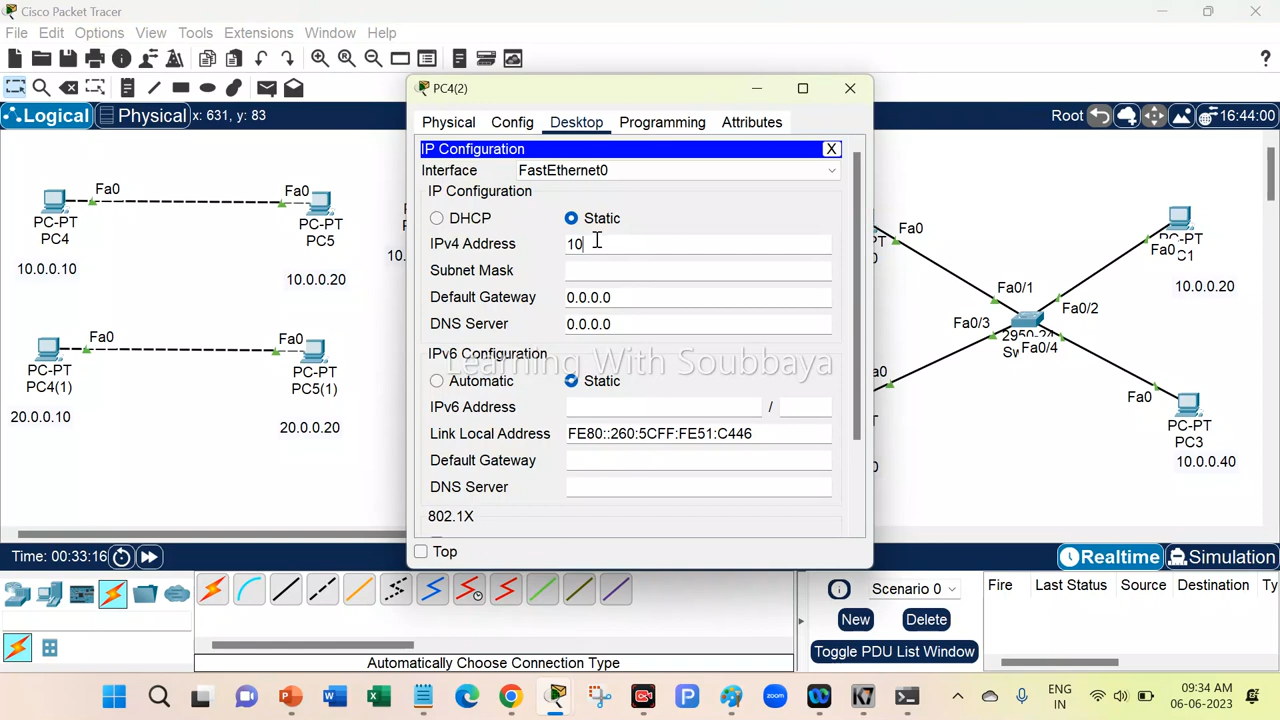 Cisco Packet Tracer
File Edit Options View Tools Extensions Window Help
Logical Physical x: 631, y: 83
Root 16:44:00
PC4(2)
Physical Config Desktop Programming Attributes
IP Configuration X
Interface FastEthernet0
IP Configuration
DHCP Static
IPv4 Address 10
Subnet Mask
Default Gateway 0.0.0.0
DNS Server 0.0.0.0
IPv6 Configuration
Learning With Soubbaya
Automatic Static
IPv6 Address /
Link Local Address FE80::260:5CFF:FE51:C446
Default Gateway
DNS Server
802.1X
Top
Fa0 Fa0
PC-PT PC-PT
PC4 PC5
10.0.0.10 10.0.0.20
Fa0 Fa0
PC-PT PC-PT
PC4(1) PC5(1)
20.0.0.10 20.0.0.20
Fa0
Fa0 PC-PT
C1
10.0.0.20
Fa0/1
Fa0/2
Fa0/3
2950-24
Sw
Fa0/4
Fa0
PC-PT
PC3
10.0.0.40
Time: 00:33:16
Realtime Simulation
Scenario 0
New Delete
Toggle PDU List Window
Fire Last Status Source Destination Ty
Automatically Choose Connection Type
ENG
IN
09:34 AM
06-06-2023